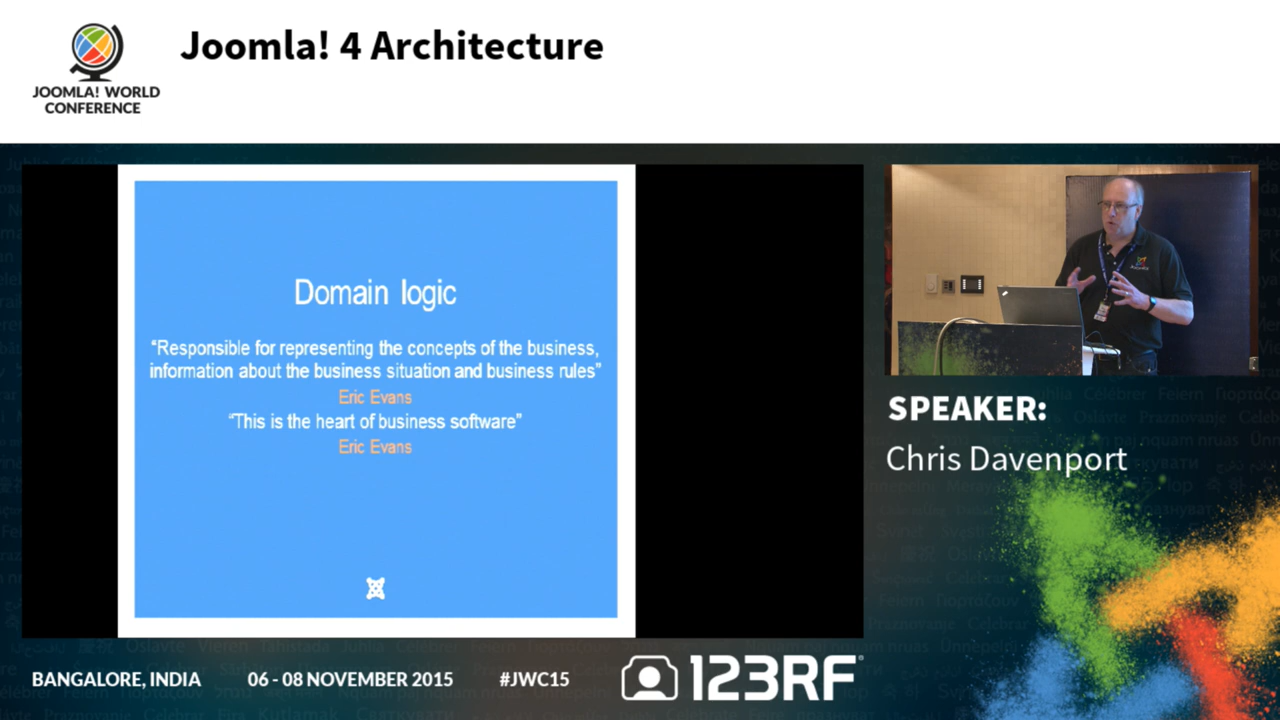 Joomla! 4 Architecture
JOOMLA! WORLD
CONFERENCE
Domain logic
“Responsible for representing the concepts of the business,
information about the business situation and business rules”
Eric Evans
“This is the heart of business software”
Eric Evans
SPEAKER:
Chris Davenport
BANGALORE, INDIA
06 - 08 NOVEMBER 2015
#JWC15
123RF®